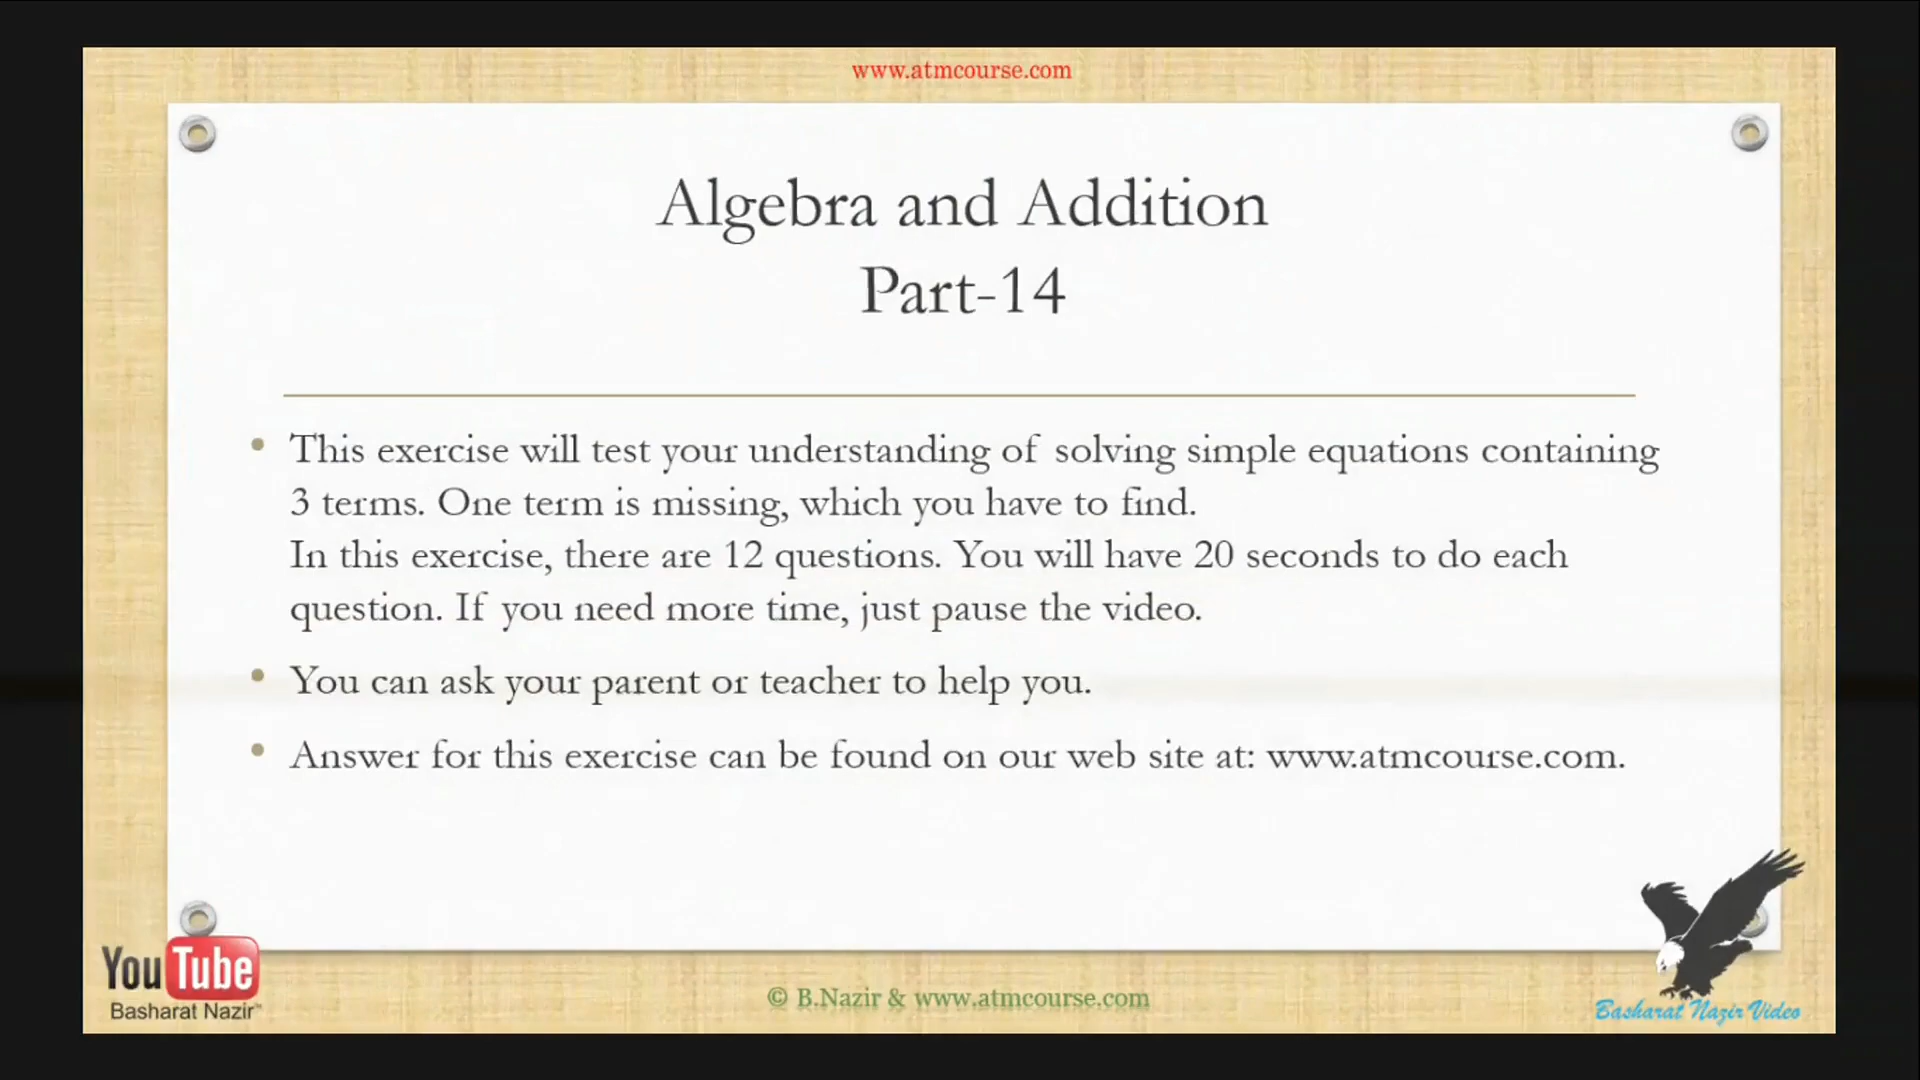 www.atmcourse.com
Algebra and Addition
Part-14
• This exercise will test your understanding of solving simple equations containing
3 terms. One term is missing, which you have to find.
In this exercise, there are 12 questions. You will have 20 seconds to do each
question. If you need more time, just pause the video.
• You can ask your parent or teacher to help you.
• Answer for this exercise can be found on our web site at: www.atmcourse.com.
YouTube
Basharat Nazir™
© B.Nazir & www.atmcourse.com
Basharat Nazir Video